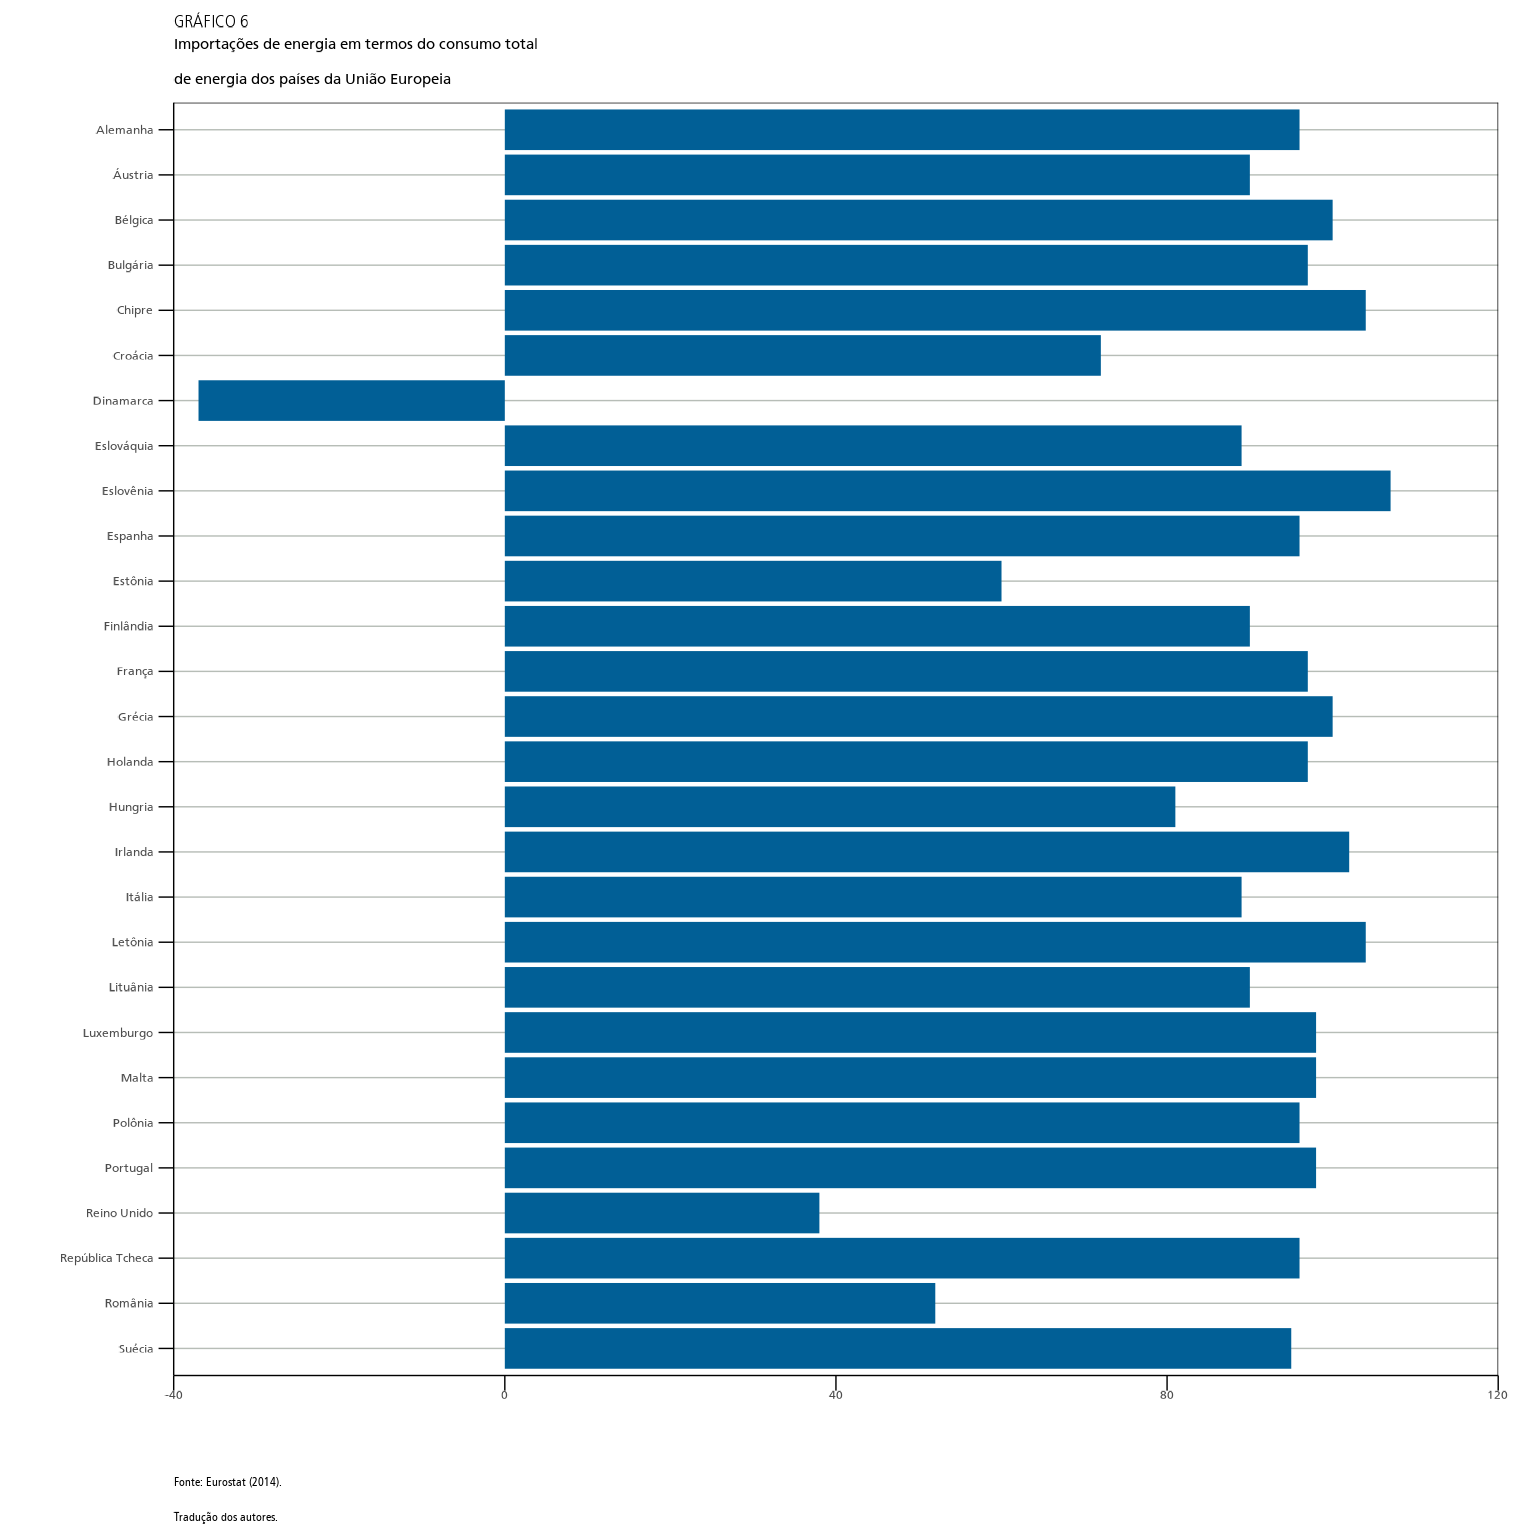 GRÁFICO 6
Importações de energia em termos do consumo total
de energia dos países da União Europeia
Alemanha
Áustria
Bélgica
Bulgária
Chipre
Croácia
Dinamarca
Eslováquia
Eslovênia
Espanha
Estônia
Finlândia
França
Grécia
Holanda
Hungria
Irlanda
Itália
Letônia
Lituânia
Luxemburgo
Malta
Polônia
Portugal
Reino Unido
República Tcheca
România
Suécia
-40 0 40 80 120
Fonte: Eurostat (2014).
Tradução dos autores.